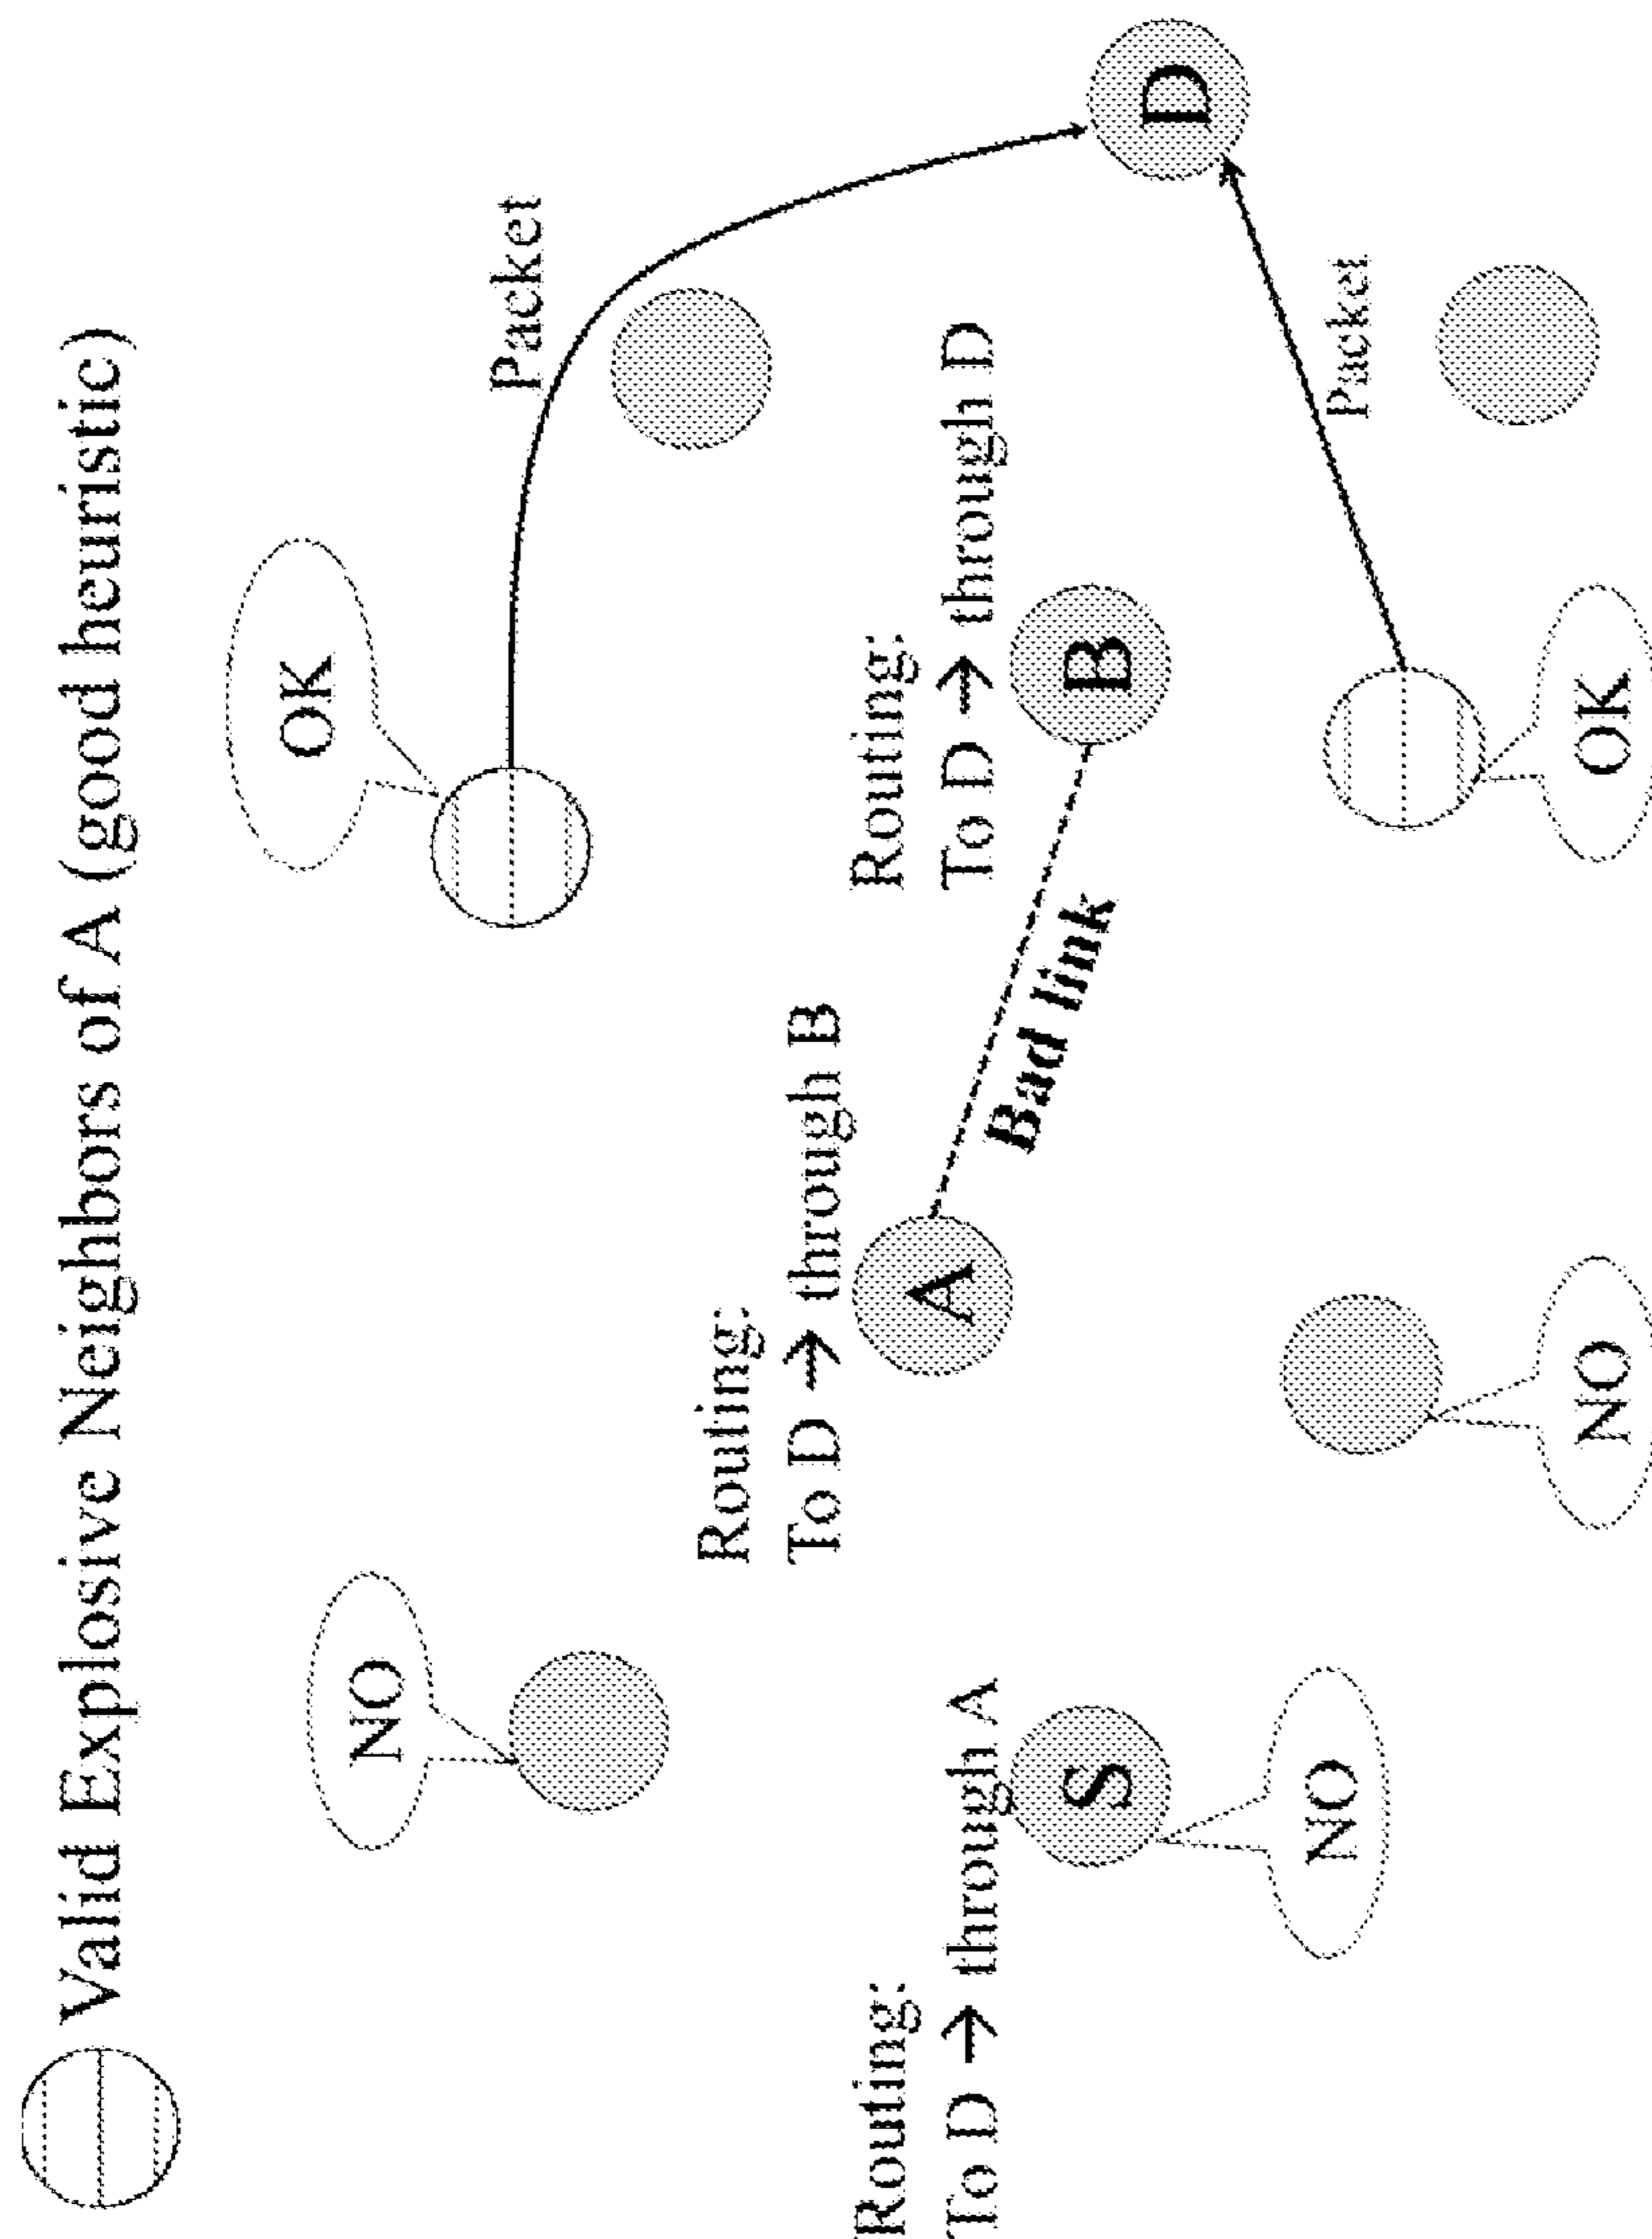 Valid Explosive Neighbors of A (good heuristic)
OK
NO
Packet
Routing:
To D → through B
Routing:
To D → through D
Routing:
To D → through A
A
Bad link
B
D
S
Packet
NO
NO
OK